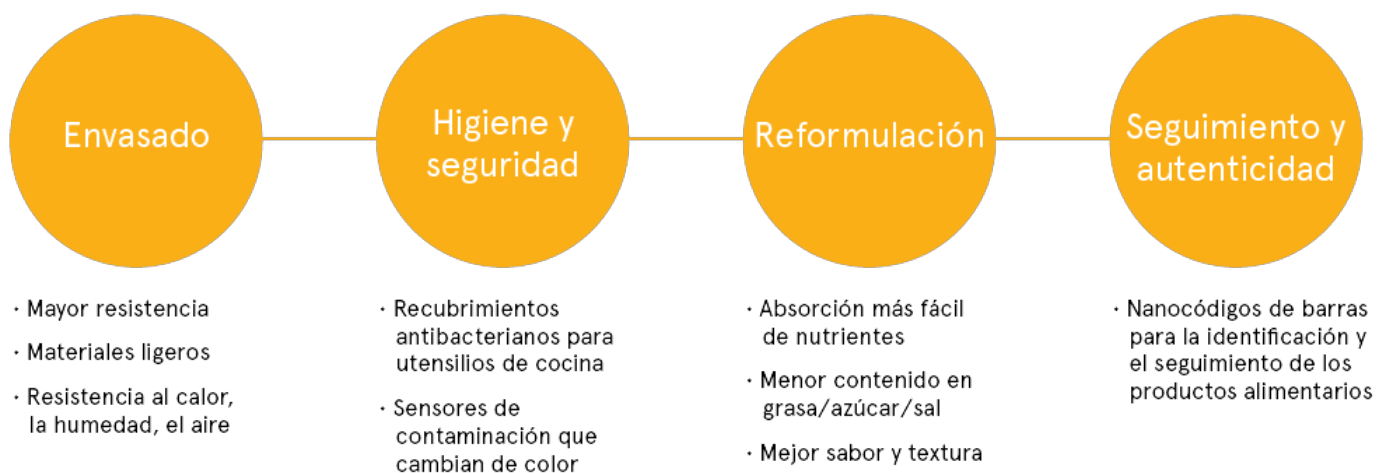 Envasado
Higiene y
seguridad
Reformulación
Seguimiento y
autenticidad
· Mayor resistencia
· Materiales ligeros
· Resistencia al calor,
la humedad, el aire
· Recubrimientos
antibacterianos para
utensilios de cocina
· Sensores de
contaminación que
cambian de color
· Absorción más fácil
de nutrientes
· Menor contenido en
grasa/azúcar/sal
· Mejor sabor y textura
· Nanocódigos de barras
para la identificación y
el seguimiento de los
productos alimentarios